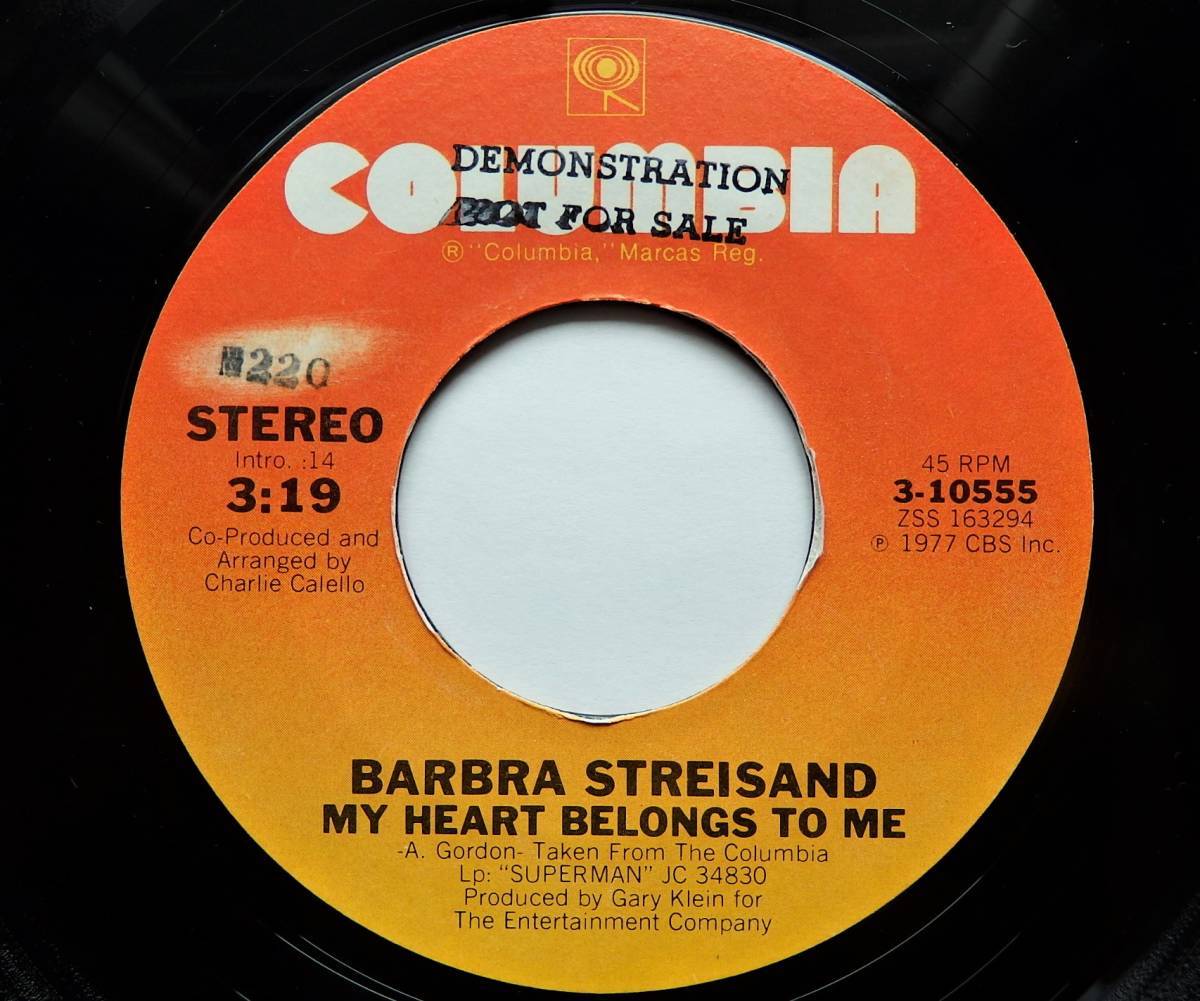 COLUMBIA
DEMONSTRATION
NOT FOR SALE
® "Columbia," Marcas Reg.
220
STEREO
Intro. :14
3:19
Co-Produced and
Arranged by
Charlie Calello
45 RPM
3-10555
ZSS 163294
℗ 1977 CBS Inc.
BARBRA STREISAND
MY HEART BELONGS TO ME
-A. Gordon- Taken From The Columbia
Lp: "SUPERMAN" JC 34830
Produced by Gary Klein for
The Entertainment Company